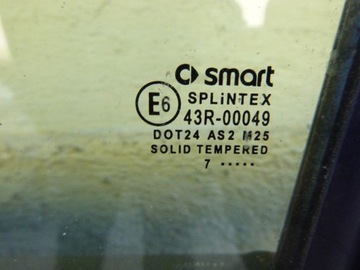 smart
SPLiNTEX
E6
43R-00049
DOT24 AS2 M25
SOLID TEMPERED
7 •••••